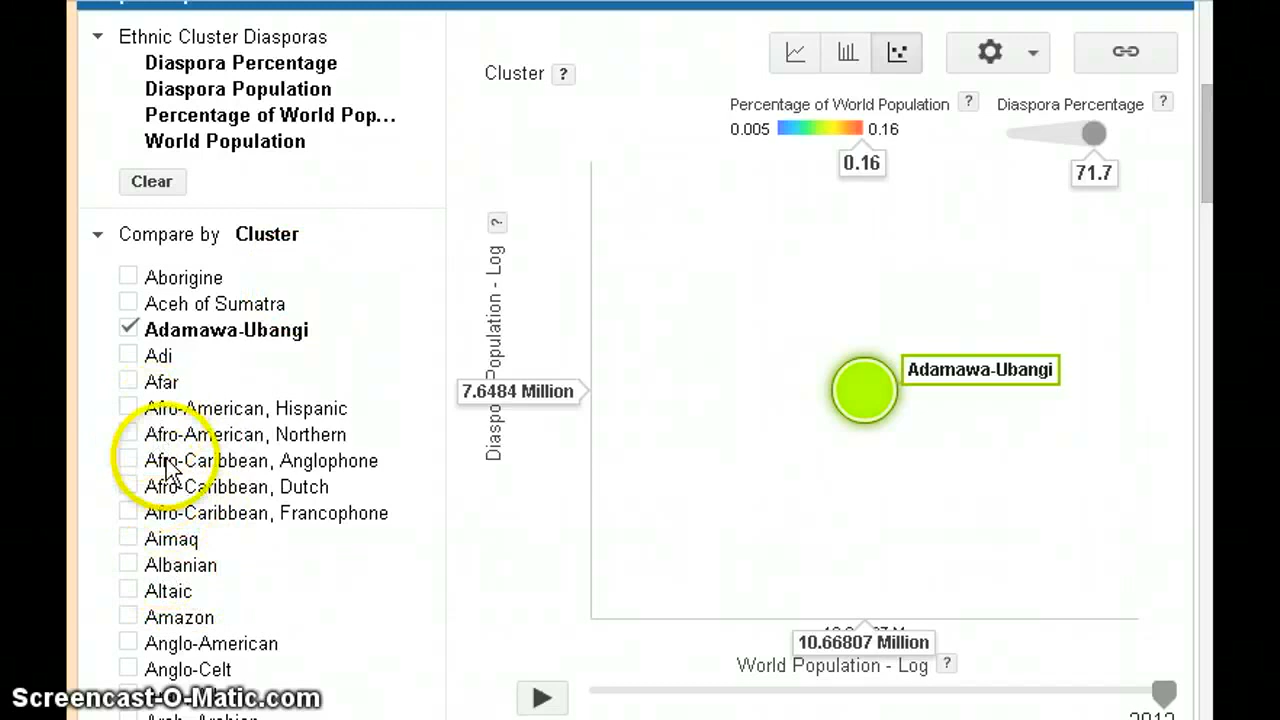 Ethnic Cluster Diasporas
Diaspora Percentage
Diaspora Population
Percentage of World Pop...
World Population
Clear
Compare by Cluster
Aborigine
Aceh of Sumatra
Adamawa-Ubangi
Adi
Afar
Afro-American, Hispanic
Afro-American, Northern
Afro-Caribbean, Anglophone
Afro-Caribbean, Dutch
Afro-Caribbean, Francophone
Aimaq
Albanian
Altaic
Amazon
Anglo-American
Anglo-Celt
Cluster ?
Percentage of World Population ?
0.005 0.16
0.16
Diaspora Percentage ?
71.7
Diaspora Population - Log ?
7.6484 Million
Adamawa-Ubangi
10.66807 Million
World Population - Log ?
2012
Screencast-O-Matic.com